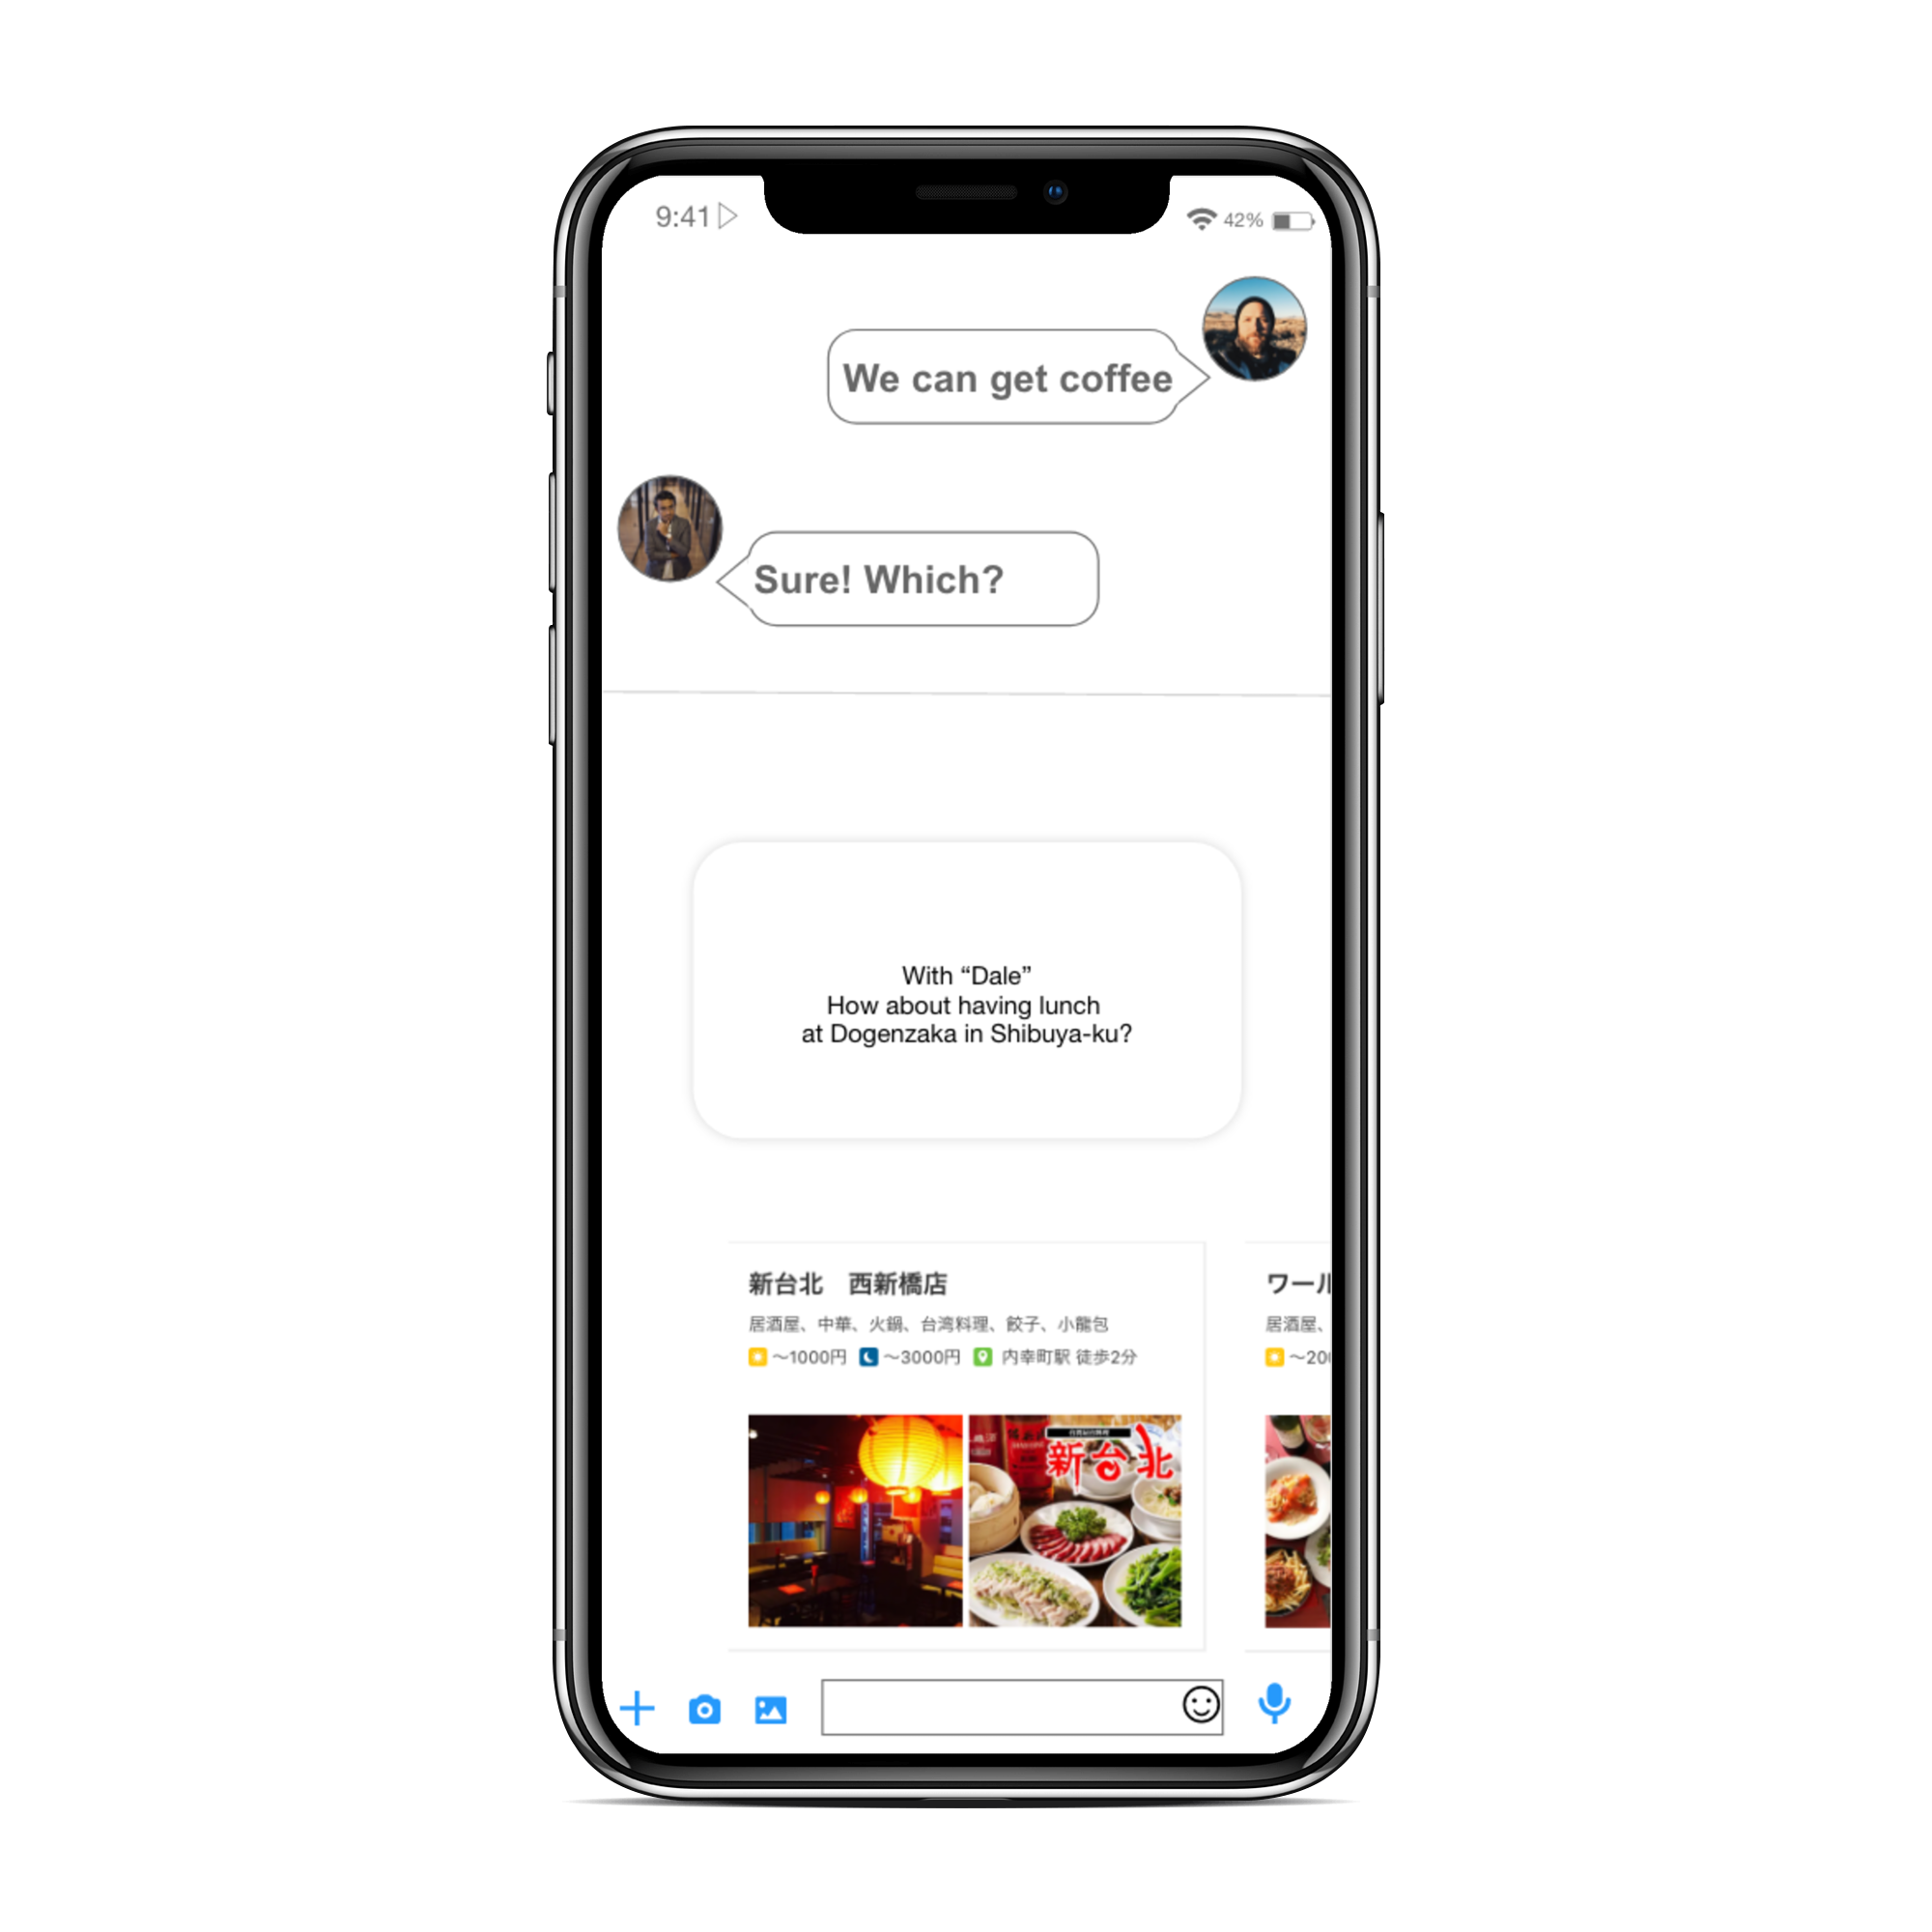 9:41
42%
We can get coffee
Sure! Which?
With “Dale”
How about having lunch
at Dogenzaka in Shibuya-ku?
新台北　西新橋店
居酒屋、中華、火鍋、台湾料理、餃子、小龍包
～1000円 ～3000円 内幸町駅 徒歩2分
新台北
ワール
居酒屋、
～200